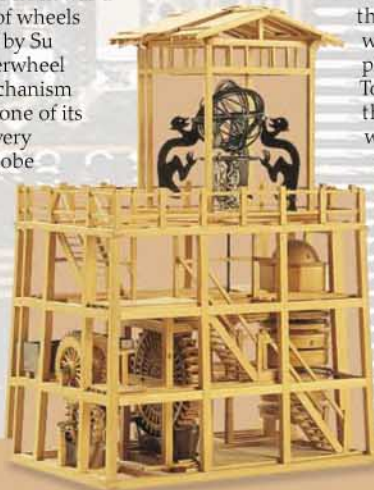 of wheels
by Su
erwheel
chanism
one of its
very
obe
th
w
p
To
th
w